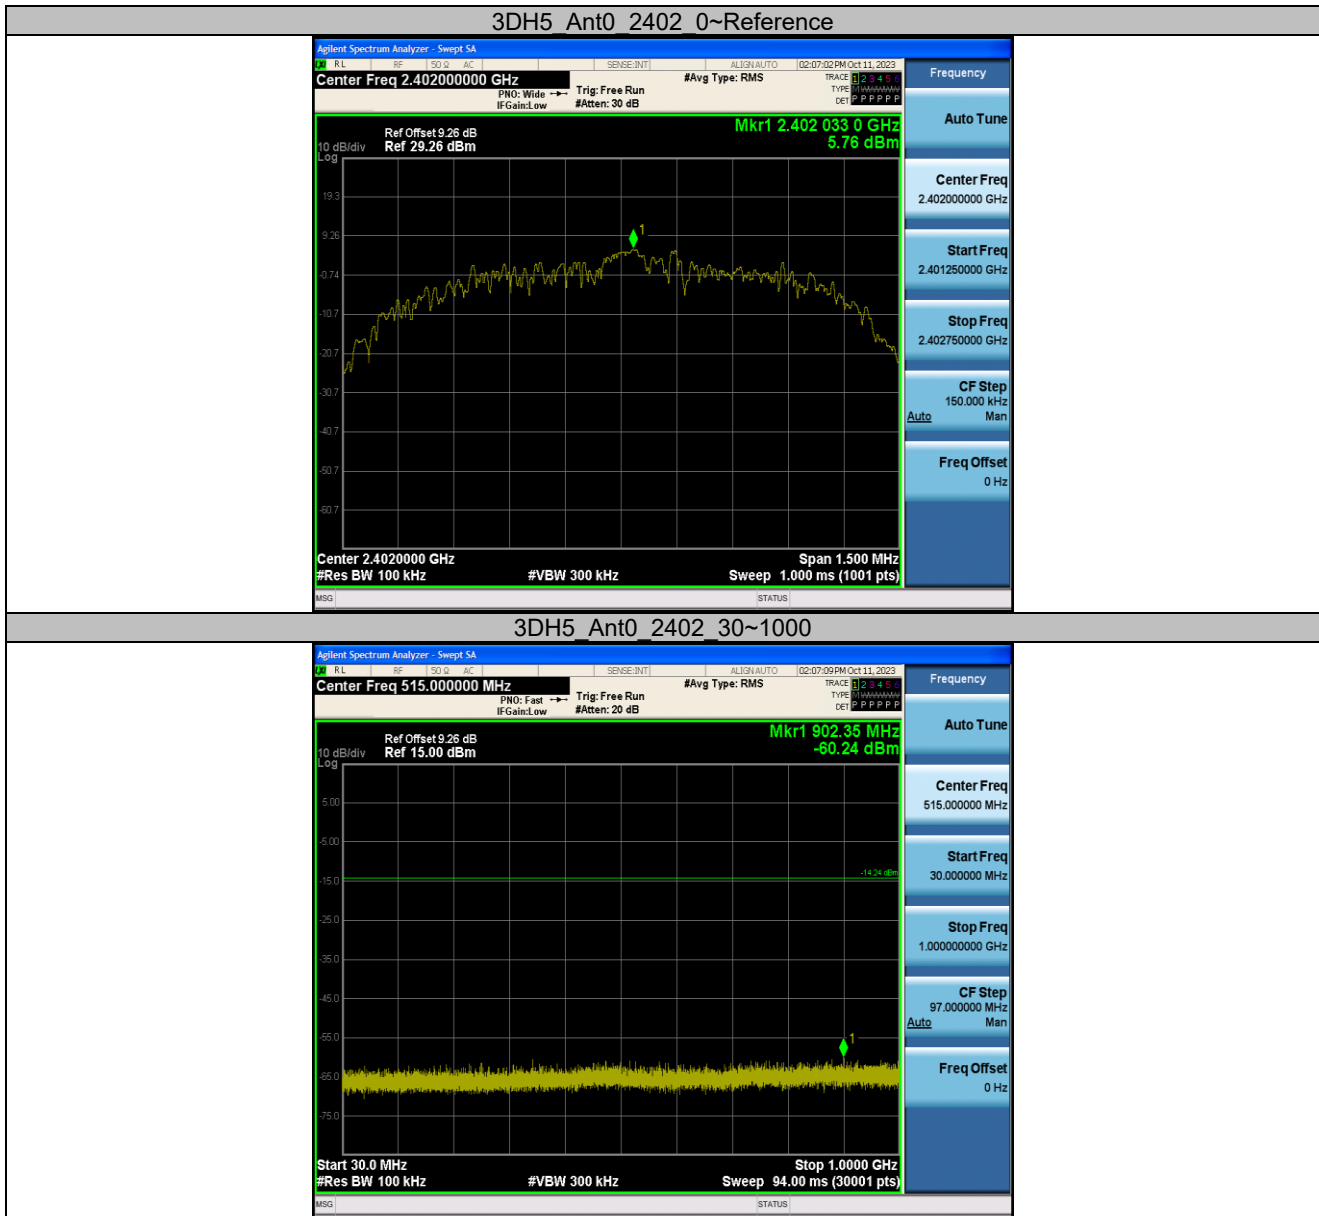 3DH5_Ant0_2402_0~Reference
Agilent Spectrum Analyzer - Swept SA
RL RF 50 Ω AC SENSE:INT ALIGN AUTO 02:07:02 PM Oct 11, 2023
Center Freq 2.402000000 GHz #Avg Type: RMS TRACE 1 2 3 4 5 6
PNO: Wide Trig: Free Run TYPE
IFGain:Low #Atten: 30 dB DET P P P P P P
Frequency
Auto Tune
Mkr1 2.402 033 0 GHz
5.76 dBm
Ref Offset 9.26 dB
10 dB/div Ref 29.26 dBm
Log
19.3
9.26
-0.74
-10.7
-20.7
-30.7
-40.7
-50.7
-60.7
1
Center Freq
2.402000000 GHz
Start Freq
2.401250000 GHz
Stop Freq
2.402750000 GHz
CF Step
150.000 kHz
Auto Man
Freq Offset
0 Hz
Center 2.4020000 GHz Span 1.500 MHz
#Res BW 100 kHz #VBW 300 kHz Sweep 1.000 ms (1001 pts)
MSG STATUS
3DH5_Ant0_2402_30~1000
Agilent Spectrum Analyzer - Swept SA
RL RF 50 Ω AC SENSE:INT ALIGN AUTO 02:07:09 PM Oct 11, 2023
Center Freq 515.000000 MHz #Avg Type: RMS TRACE 1 2 3 4 5 6
PNO: Fast Trig: Free Run TYPE
IFGain:Low #Atten: 20 dB DET P P P P P P
Frequency
Auto Tune
Mkr1 902.35 MHz
-60.24 dBm
Ref Offset 9.26 dB
10 dB/div Ref 15.00 dBm
Log
5.00
-5.00
-15.0
-25.0
-35.0
-45.0
-55.0
-65.0
-75.0
-14.24 dBm
1
Center Freq
515.000000 MHz
Start Freq
30.000000 MHz
Stop Freq
1.000000000 GHz
CF Step
97.000000 MHz
Auto Man
Freq Offset
0 Hz
Start 30.0 MHz Stop 1.0000 GHz
#Res BW 100 kHz #VBW 300 kHz Sweep 94.00 ms (30001 pts)
MSG STATUS